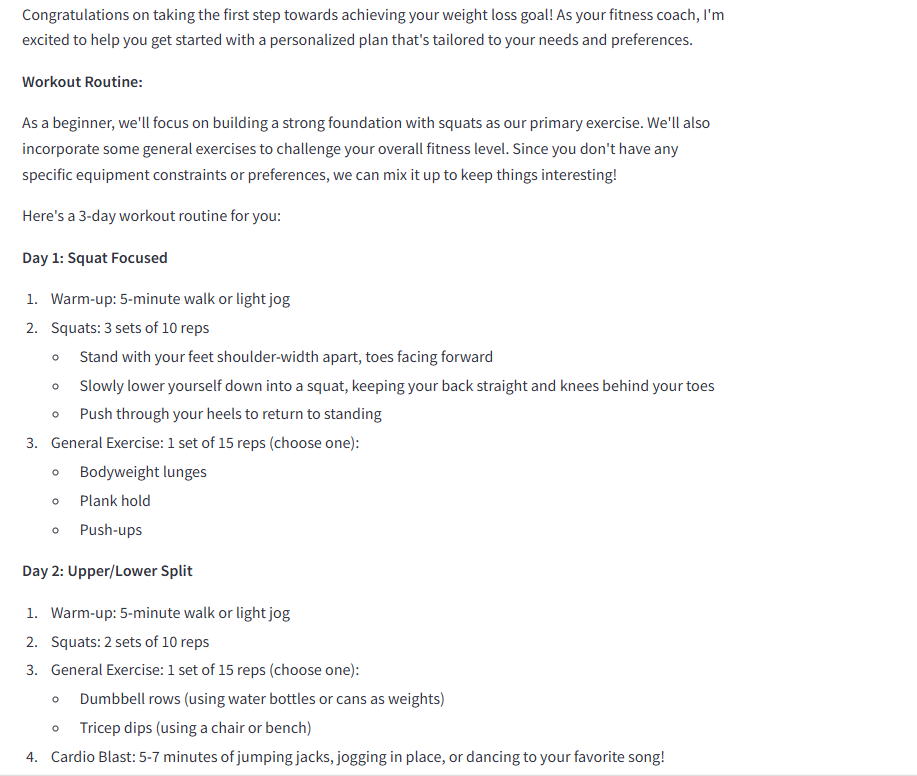 Congratulations on taking the first step towards achieving your weight loss goal! As your fitness coach, I'm
excited to help you get started with a personalized plan that's tailored to your needs and preferences.
Workout Routine:
As a beginner, we'll focus on building a strong foundation with squats as our primary exercise. We'll also
incorporate some general exercises to challenge your overall fitness level. Since you don't have any
specific equipment constraints or preferences, we can mix it up to keep things interesting!
Here's a 3-day workout routine for you:
Day 1: Squat Focused
1. Warm-up: 5-minute walk or light jog
2. Squats: 3 sets of 10 reps
◦ Stand with your feet shoulder-width apart, toes facing forward
◦ Slowly lower yourself down into a squat, keeping your back straight and knees behind your toes
◦ Push through your heels to return to standing
3. General Exercise: 1 set of 15 reps (choose one):
◦ Bodyweight lunges
◦ Plank hold
◦ Push-ups
Day 2: Upper/Lower Split
1. Warm-up: 5-minute walk or light jog
2. Squats: 2 sets of 10 reps
3. General Exercise: 1 set of 15 reps (choose one):
◦ Dumbbell rows (using water bottles or cans as weights)
◦ Tricep dips (using a chair or bench)
4. Cardio Blast: 5-7 minutes of jumping jacks, jogging in place, or dancing to your favorite song!